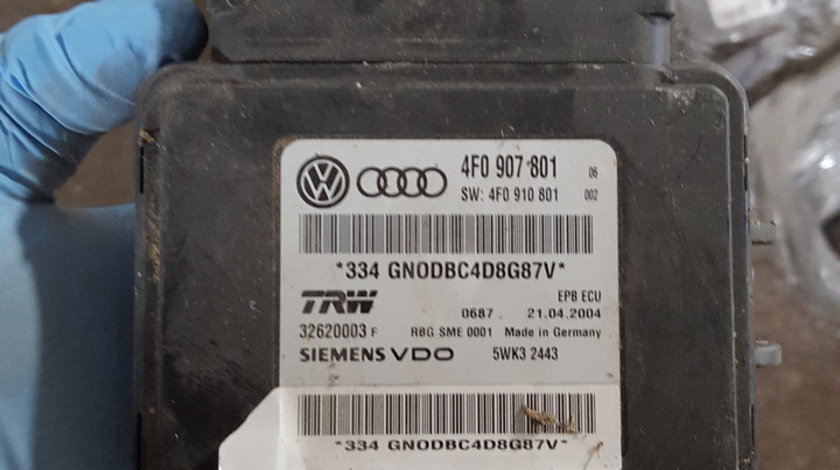 4F0 907 801 06
SW: 4F0 910 801 002
*334 GNODBC4D8G87V*
TRW EPB ECU
0687 21.04.2004
32620003 F RBG SME 0001 Made in Germany
SIEMENS VDO 5WK3 2443
*334 GNODBC4D8G87V*